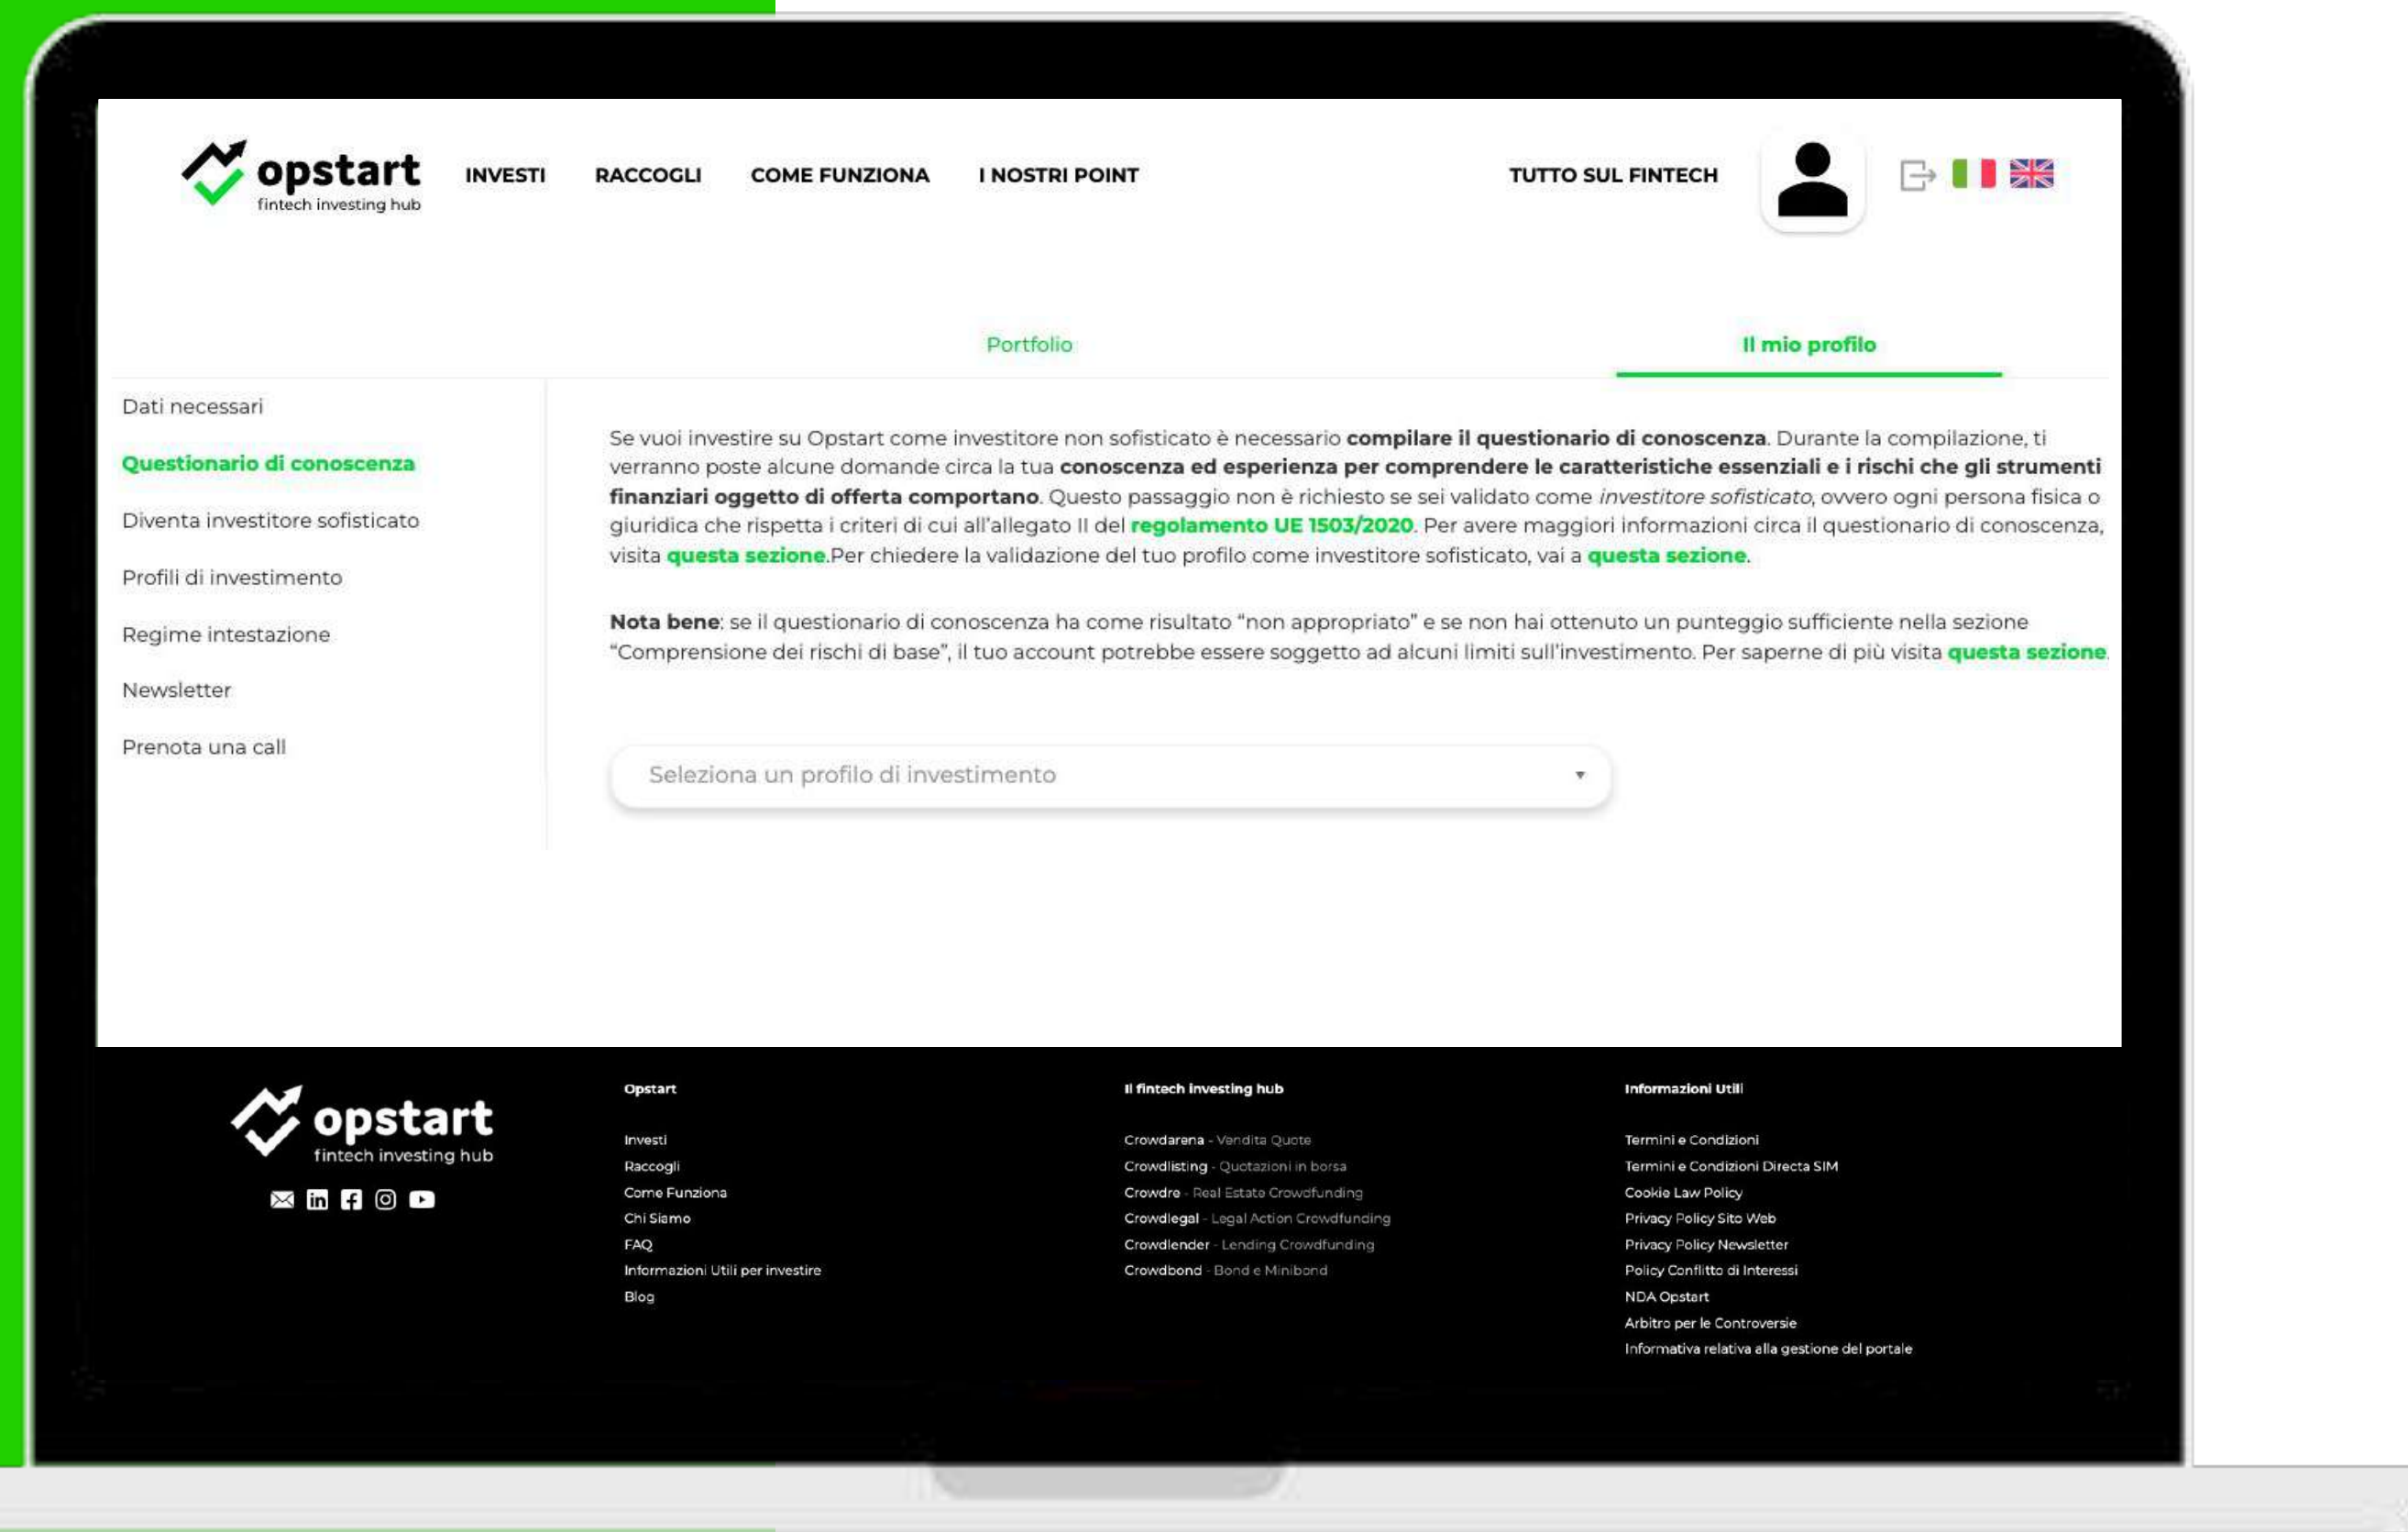 opstart
fintech investing hub
INVESTI
RACCOGLI
COME FUNZIONA
I NOSTRI POINT
TUTTO SUL FINTECH
Portfolio
Il mio profilo
Dati necessari
Questionario di conoscenza
Diventa investitore sofisticato
Profili di investimento
Regime intestazione
Newsletter
Prenota una call
Se vuoi investire su Opstart come investitore non sofisticato è necessario compilare il questionario di conoscenza. Durante la compilazione, ti
verranno poste alcune domande circa la tua conoscenza ed esperienza per comprendere le caratteristiche essenziali e i rischi che gli strumenti
finanziari oggetto di offerta comportano. Questo passaggio non è richiesto se sei validato come investitore sofisticato, ovvero ogni persona fisica o
giuridica che rispetta i criteri di cui all'allegato II del regolamento UE 1503/2020. Per avere maggiori informazioni circa il questionario di conoscenza,
visita questa sezione.Per chiedere la validazione del tuo profilo come investitore sofisticato, vai a questa sezione.
Nota bene: se il questionario di conoscenza ha come risultato “non appropriato” e se non hai ottenuto un punteggio sufficiente nella sezione
“Comprensione dei rischi di base”, il tuo account potrebbe essere soggetto ad alcuni limiti sull'investimento. Per saperne di più visita questa sezione.
Seleziona un profilo di investimento
opstart
fintech investing hub
Opstart
Investi
Raccogli
Come Funziona
Chi Siamo
FAQ
Informazioni Utili per investire
Blog
Il fintech investing hub
Crowdarena - Vendita Quote
Crowdlisting - Quotazioni in borsa
Crowdre - Real Estate Crowdfunding
Crowdlegal - Legal Action Crowdfunding
Crowdlender - Lending Crowdfunding
Crowdbond - Bond e Minibond
Informazioni Utili
Termini e Condizioni
Termini e Condizioni Directa SIM
Cookie Law Policy
Privacy Policy Sito Web
Privacy Policy Newsletter
Policy Conflitto di Interessi
NDA Opstart
Arbitro per le Controversie
Informativa relativa alla gestione del portale